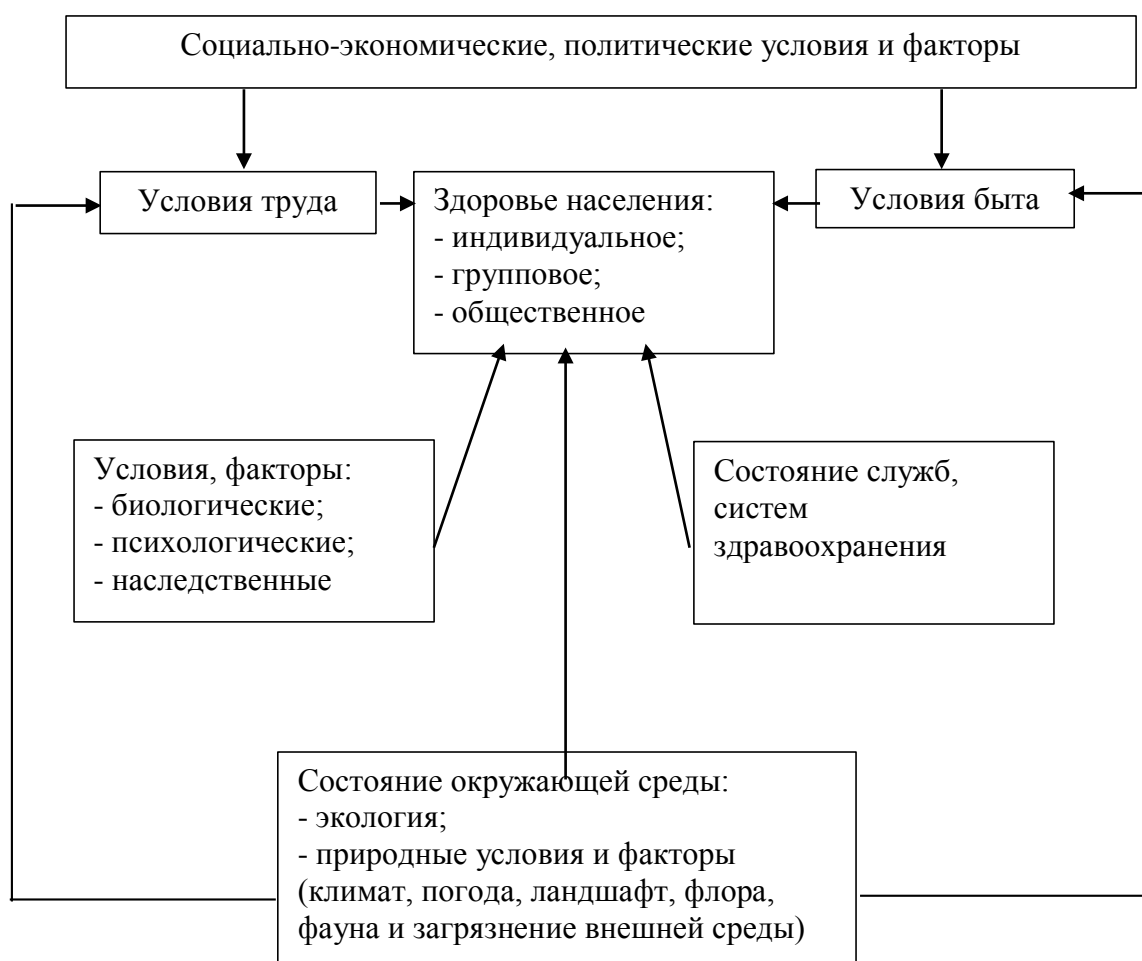 Социально-экономические, политические условия и факторы
Условия труда
Здоровье населения:
- индивидуальное;
- групповое;
- общественное
Условия быта
Условия, факторы:
- биологические;
- психологические;
- наследственные
Состояние служб,
систем
здравоохранения
Состояние окружающей среды:
- экология;
- природные условия и факторы
(климат, погода, ландшафт, флора,
фауна и загрязнение внешней среды)